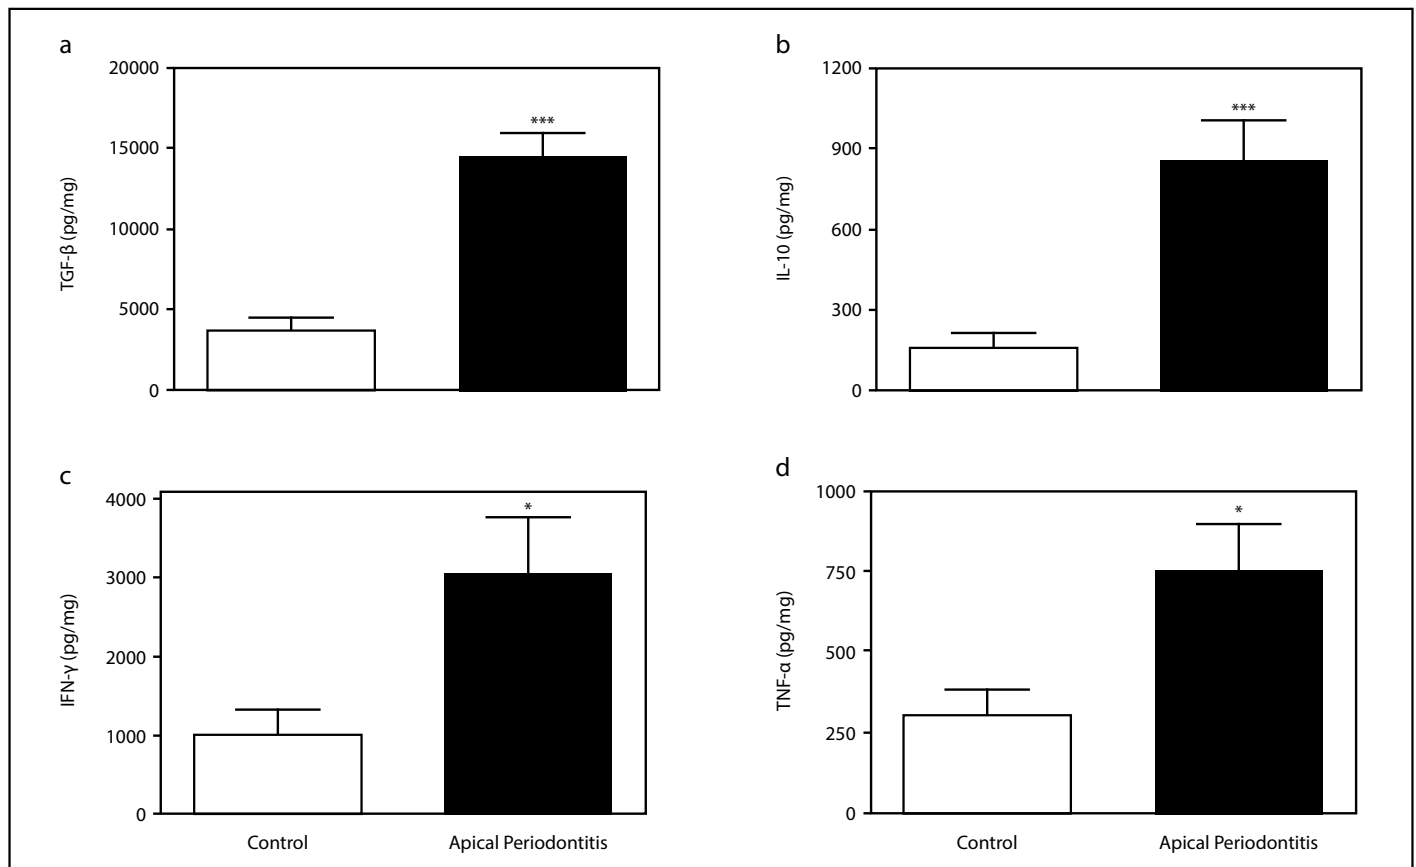 a
20000
15000
10000
5000
0
TGF-β (pg/mg)
***
b
1200
900
600
300
0
IL-10 (pg/mg)
***
c
4000
3000
2000
1000
0
IFN-γ (pg/mg)
*
Control
Apical Periodontitis
d
1000
750
500
250
0
TNF-α (pg/mg)
*
Control
Apical Periodontitis